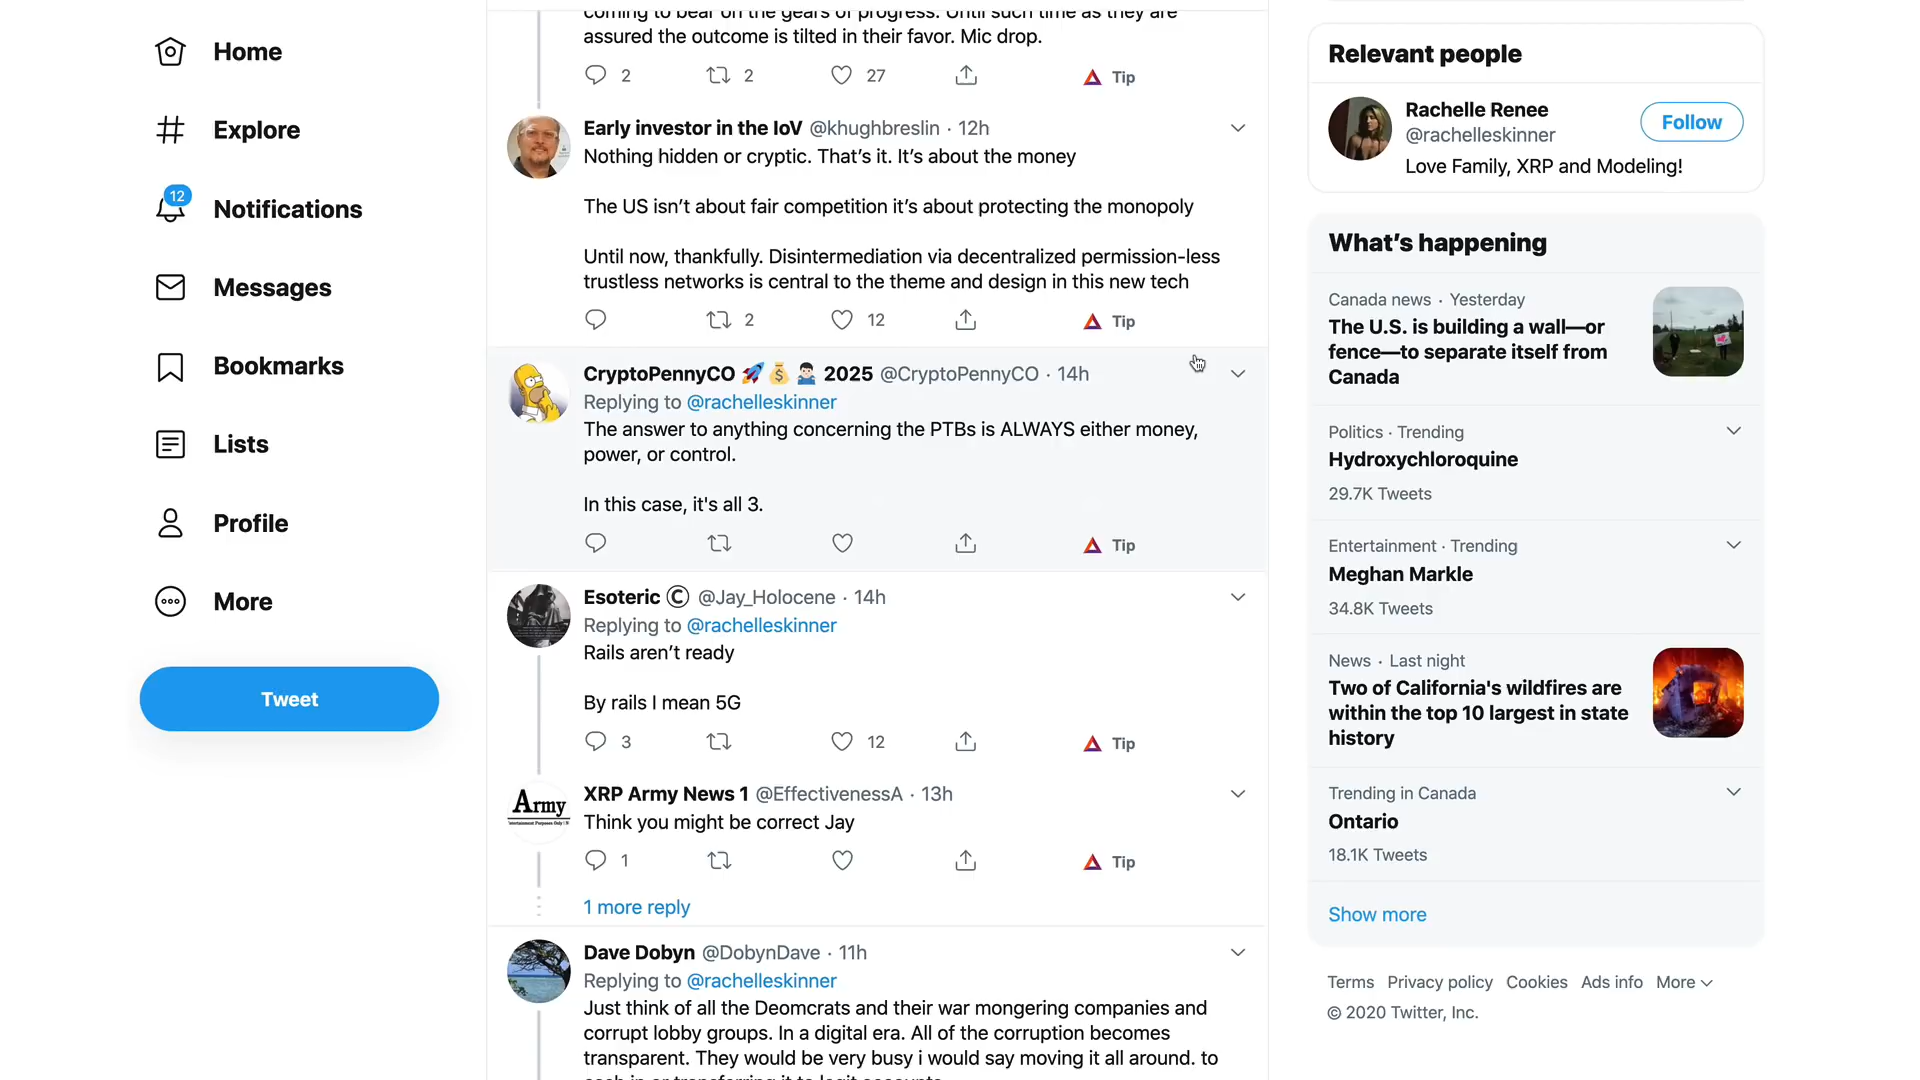 Home
Explore
12
Notifications
Messages
Bookmarks
Lists
Profile
More
Tweet
coming to bear on the gears of progress. Until such time as they are
assured the outcome is tilted in their favor. Mic drop.
2 2 27 Tip
Early investor in the IoV @khughbreslin · 12h
Nothing hidden or cryptic. That’s it. It’s about the money
The US isn’t about fair competition it’s about protecting the monopoly
Until now, thankfully. Disintermediation via decentralized permission-less
trustless networks is central to the theme and design in this new tech
2 12 Tip
CryptoPennyCO 🚀💰🤷🏻‍♂️ 2025 @CryptoPennyCO · 14h
Replying to @rachelleskinner
The answer to anything concerning the PTBs is ALWAYS either money,
power, or control.
In this case, it's all 3.
Tip
Esoteric © @Jay_Holocene · 14h
Replying to @rachelleskinner
Rails aren’t ready
By rails I mean 5G
3 12 Tip
Army
XRP Army News 1 @EffectivenessA · 13h
Think you might be correct Jay
1 Tip
1 more reply
Dave Dobyn @DobynDave · 11h
Replying to @rachelleskinner
Just think of all the Deomcrats and their war mongering companies and
corrupt lobby groups. In a digital era. All of the corruption becomes
transparent. They would be very busy i would say moving it all around. to
Relevant people
Rachelle Renee
@rachelleskinner
Follow
Love Family, XRP and Modeling!
What’s happening
Canada news · Yesterday
The U.S. is building a wall—or
fence—to separate itself from
Canada
Politics · Trending
Hydroxychloroquine
29.7K Tweets
Entertainment · Trending
Meghan Markle
34.8K Tweets
News · Last night
Two of California's wildfires are
within the top 10 largest in state
history
Trending in Canada
Ontario
18.1K Tweets
Show more
Terms Privacy policy Cookies Ads info More
© 2020 Twitter, Inc.